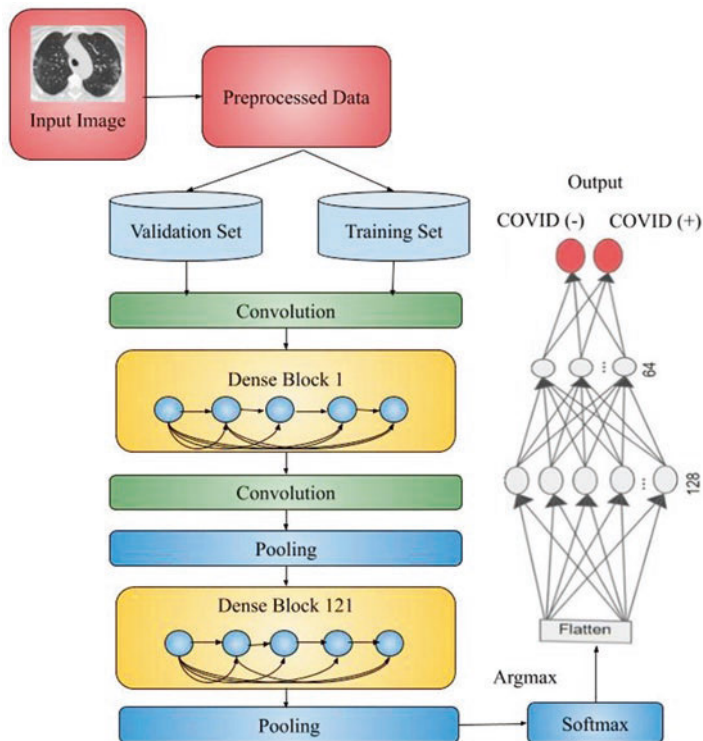 Input Image
Preprocessed Data
Validation Set
Training Set
Convolution
Dense Block 1
Convolution
Pooling
Dense Block 121
Pooling
Softmax
Argmax
Flatten
...
128
...
64
COVID (-)
COVID (+)
Output